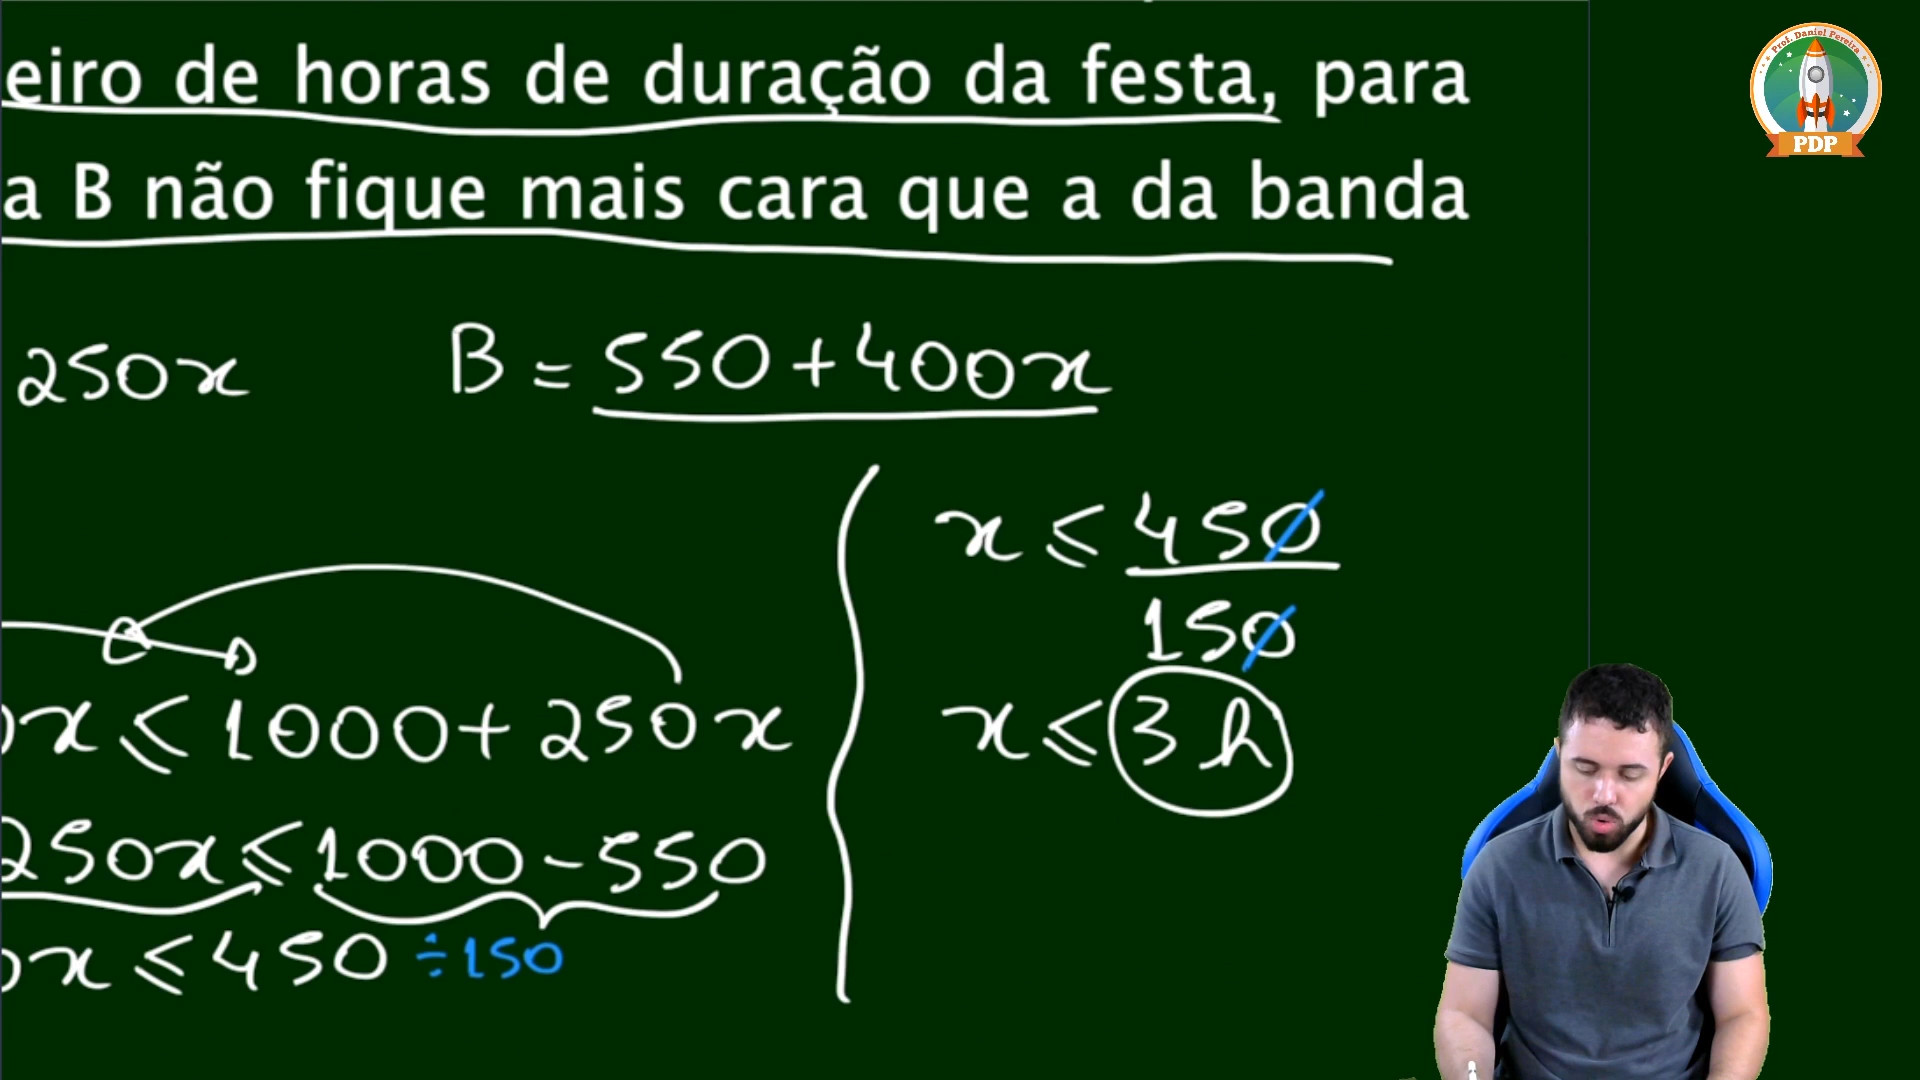 eiro de horas de duração da festa, para
a B não fique mais cara que a da banda
250x B = 550+400x
x ≤ 1000+250x
250x ≤ 1000-550
x ≤ 450 ÷150
x ≤ 450
150
x ≤ 3 h
Prof. Daniel Pereira
PDP